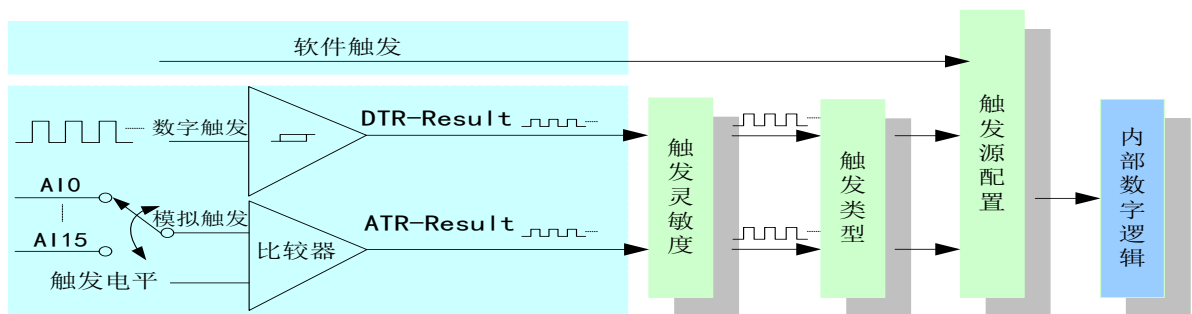 软件触发
数字触发
DTR-Result
AI0
AI15
模拟触发
触发电平
比较器
ATR-Result
触发灵敏度
触发类型
触发源配置
内部数字逻辑